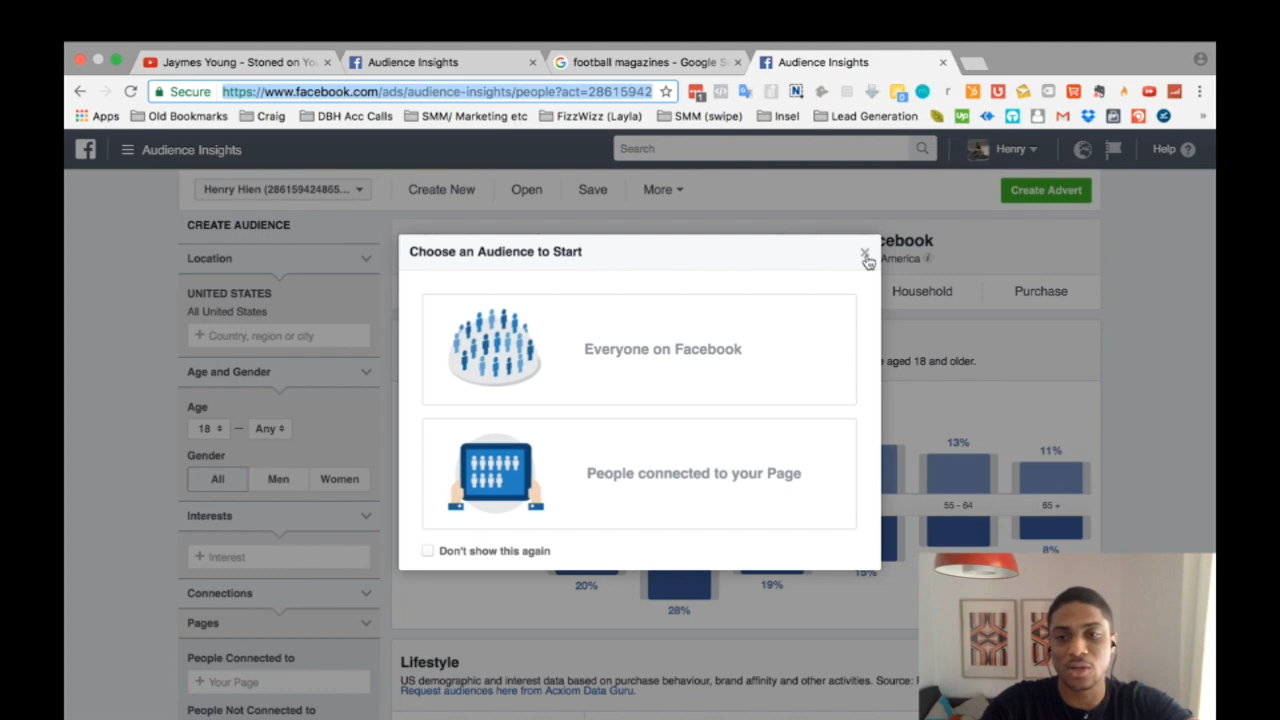 Jaymes Young - Stoned on Yo
Audience Insights
football magazines - Google S
Audience Insights
Secure
https://www.facebook.com/ads/audience-insights/people?act=28615942
Apps
Old Bookmarks
Craig
DBH Acc Calls
SMM/ Marketing etc
FizzWizz (Layla)
SMM (swipe)
Insel
Lead Generation
Audience Insights
Search
Henry
Help
Henry Hien (286159424865...
Create New
Open
Save
More
Create Advert
CREATE AUDIENCE
Location
UNITED STATES
All United States
+ Country, region or city
Age and Gender
Age
18 — Any
Gender
All
Men
Women
Interests
+ Interest
Connections
Pages
People Connected to
+ Your Page
People Not Connected to
Choose an Audience to Start
Everyone on Facebook
People connected to your Page
Don't show this again
cebook
America
Household
Purchase
aged 18 and older.
13%
11%
55 - 64
65 +
8%
15%
20%
28%
19%
Lifestyle
US demographic and interest data based on purchase behaviour, brand affinity and other activities. Source:
Request audiences here from Acxiom Data Guru.